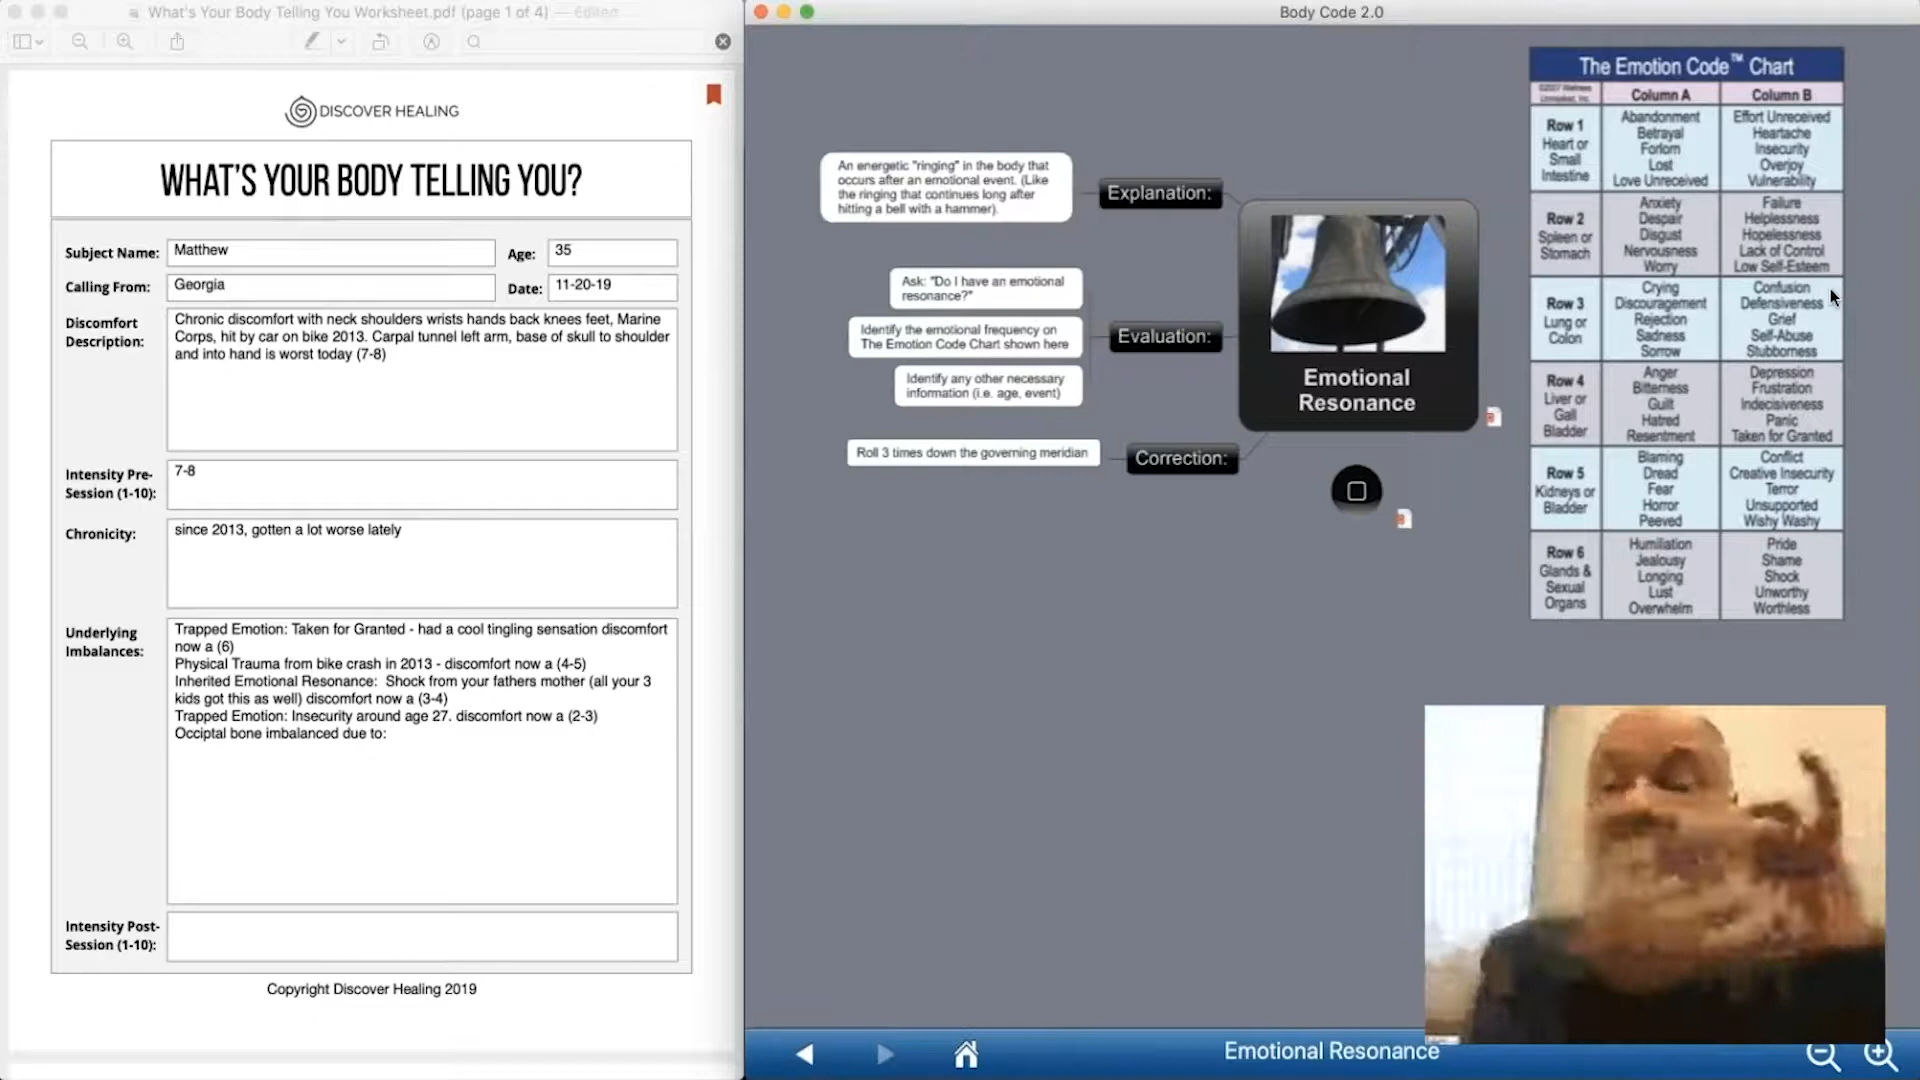 What's Your Body Telling You Worksheet.pdf (page 1 of 4) — Edited
DISCOVER HEALING
WHAT'S YOUR BODY TELLING YOU?
Subject Name: Matthew Age: 35
Calling From: Georgia Date: 11-20-19
Discomfort
Description:
Chronic discomfort with neck shoulders wrists hands back knees feet, Marine
Corps, hit by car on bike 2013. Carpal tunnel left arm, base of skull to shoulder
and into hand is worst today (7-8)
Intensity Pre-
Session (1-10):
7-8
Chronicity:
since 2013, gotten a lot worse lately
Underlying
Imbalances:
Trapped Emotion: Taken for Granted - had a cool tingling sensation discomfort
now a (6)
Physical Trauma from bike crash in 2013 - discomfort now a (4-5)
Inherited Emotional Resonance: Shock from your fathers mother (all your 3
kids got this as well) discomfort now a (3-4)
Trapped Emotion: Insecurity around age 27. discomfort now a (2-3)
Occiptal bone imbalanced due to:
Intensity Post-
Session (1-10):
Copyright Discover Healing 2019
Body Code 2.0
An energetic "ringing" in the body that
occurs after an emotional event. (Like
the ringing that continues long after
hitting a bell with a hammer).
Explanation:
Ask: "Do I have an emotional
resonance?"
Identify the emotional frequency on
The Emotion Code Chart shown here
Identify any other necessary
information (i.e. age, event)
Evaluation:
Roll 3 times down the governing meridian
Correction:
Emotional
Resonance
The Emotion Code™ Chart
Column A Column B
Row 1
Heart or
Small
Intestine
Abandonment
Betrayal
Forlorn
Lost
Love Unreceived
Effort Unreceived
Heartache
Insecurity
Overjoy
Vulnerability
Row 2
Spleen or
Stomach
Anxiety
Despair
Disgust
Nervousness
Worry
Failure
Helplessness
Hopelessness
Lack of Control
Low Self-Esteem
Row 3
Lung or
Colon
Crying
Discouragement
Rejection
Sadness
Sorrow
Confusion
Defensiveness
Grief
Self-Abuse
Stubborness
Row 4
Liver or
Gall
Bladder
Anger
Bitterness
Guilt
Hatred
Resentment
Depression
Frustration
Indecisiveness
Panic
Taken for Granted
Row 5
Kidneys or
Bladder
Blaming
Dread
Fear
Horror
Peeved
Conflict
Creative Insecurity
Terror
Unsupported
Wishy Washy
Row 6
Glands &
Sexual
Organs
Humiliation
Jealousy
Longing
Lust
Overwhelm
Pride
Shame
Shock
Unworthy
Worthless
Emotional Resonance